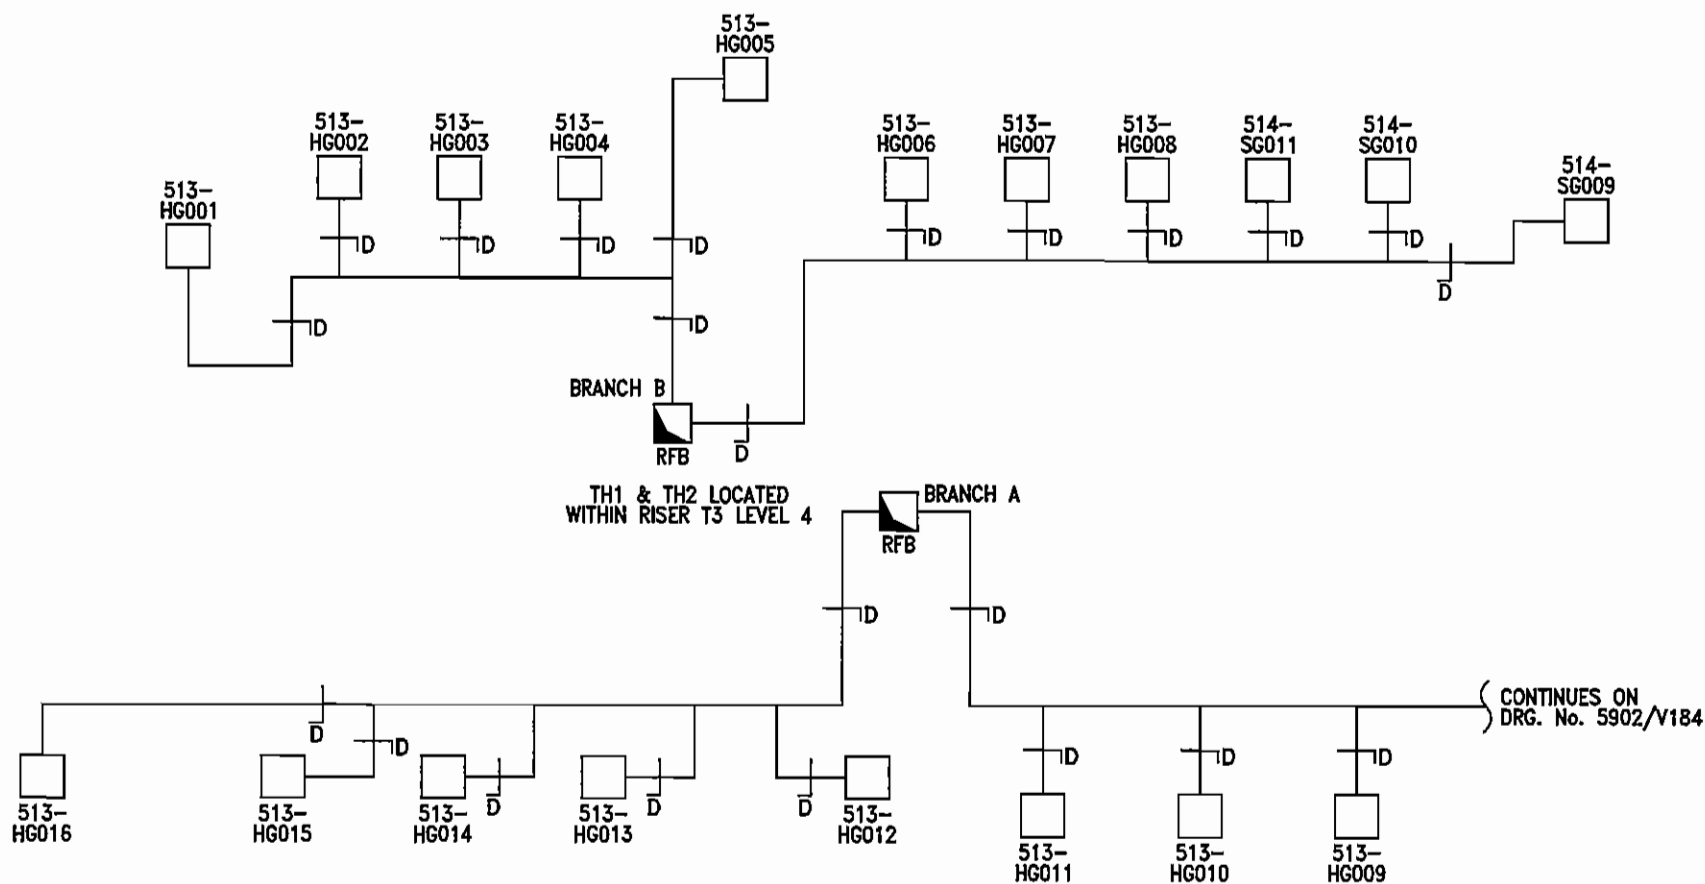 513-
HG005
513-
HG002
513-
HG003
513-
HG004
513-
HG006
513-
HG007
513-
HG008
514-
SG011
514-
SG010
514-
SG009
513-
HG001
D
D
D
D
D
D
D
D
D
D
D
D
D
BRANCH B
RFB
D
TH1 & TH2 LOCATED
WITHIN RISER T3 LEVEL 4
BRANCH A
RFB
D
D
CONTINUES ON
DRG. No. 5902/V184
D
D
D
D
D
D
D
D
513-
HG016
513-
HG015
513-
HG014
513-
HG013
513-
HG012
513-
HG011
513-
HG010
513-
HG009